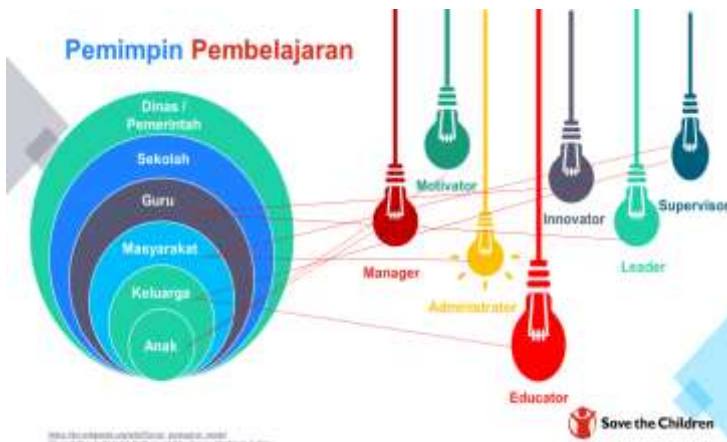 Pemimpin Pembelajaran
Dinas /
Pemerintah
Sekolah
Guru
Masyarakat
Keluarga
Anak
Motivator
Innovator
Supervisor
Manager
Leader
Administrator
Educator
Save the Children